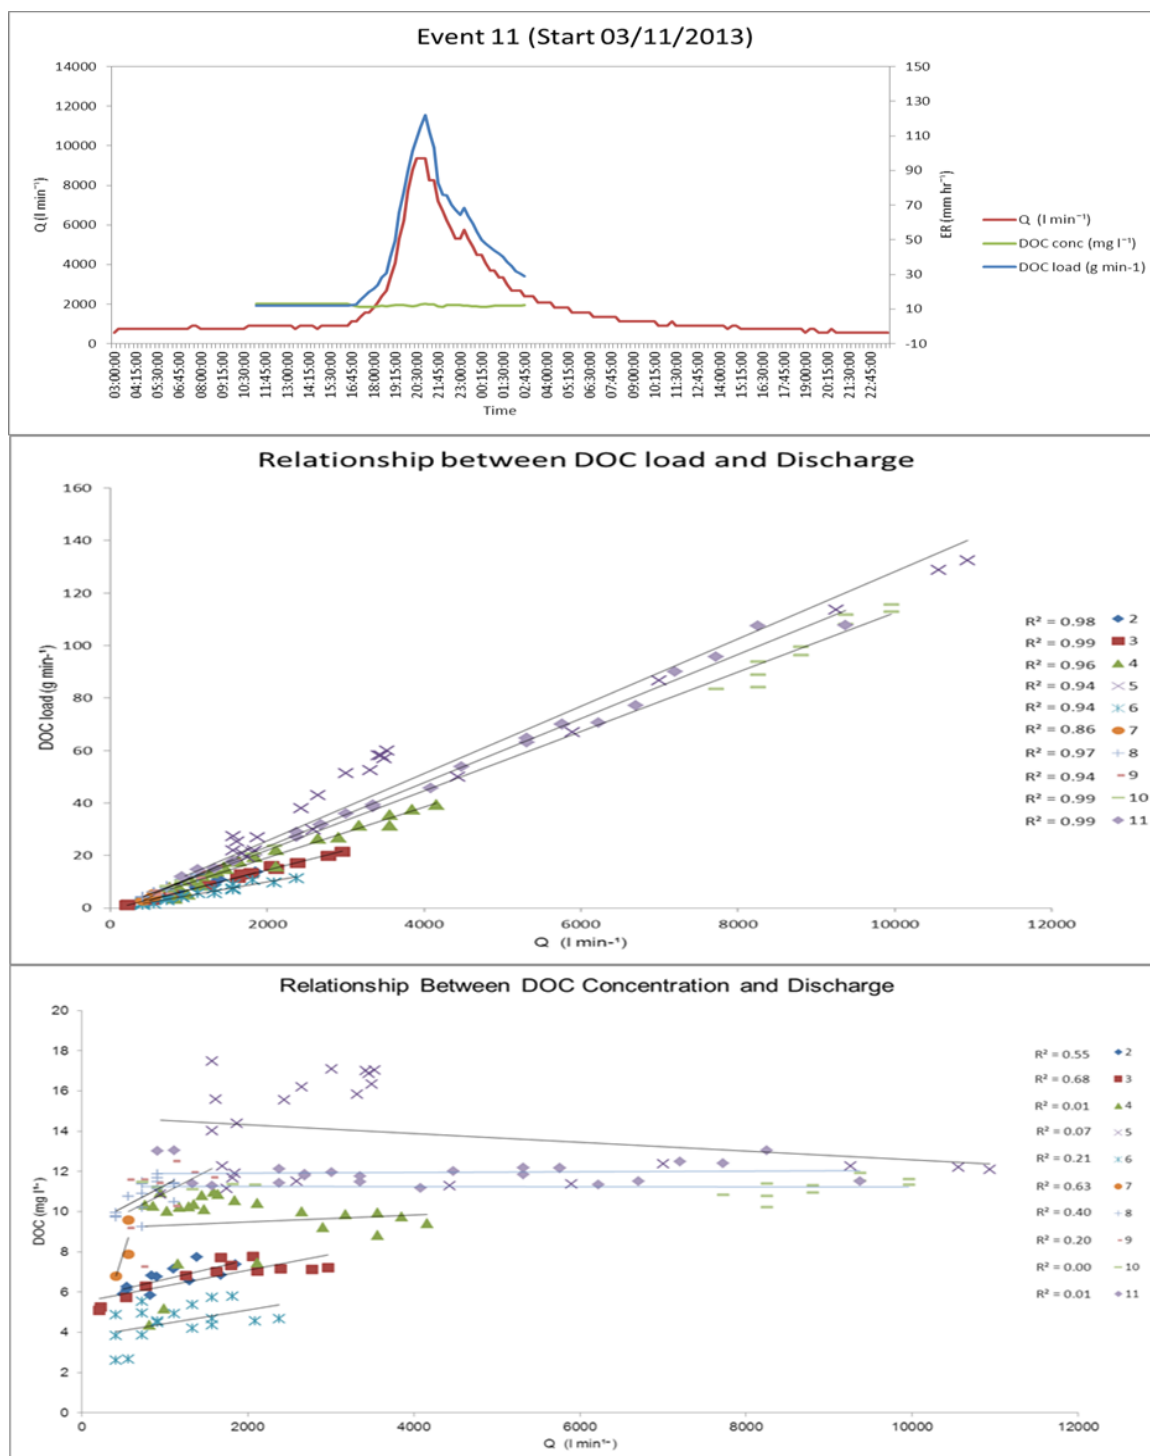 Event 11 (Start 03/11/2013)
14000
12000
10000
8000
6000
4000
2000
0
Q (l min⁻¹)
150
130
110
90
70
50
30
10
-10
ER (mm hr⁻¹)
Q (l min⁻¹)
DOC conc (mg l⁻¹)
DOC load (g min-1)
03:00:00
04:15:00
05:30:00
06:45:00
08:00:00
09:15:00
10:30:00
11:45:00
13:00:00
14:15:00
15:30:00
16:45:00
18:00:00
19:15:00
20:30:00
21:45:00
23:00:00
00:15:00
01:30:00
02:45:00
04:00:00
05:15:00
06:30:00
07:45:00
09:00:00
10:15:00
11:30:00
12:45:00
14:00:00
15:15:00
16:30:00
17:45:00
19:00:00
20:15:00
21:30:00
22:45:00
Time
Relationship between DOC load and Discharge
160
140
120
100
80
60
40
20
0
DOC load (g min-¹)
R² = 0.98 2
R² = 0.99 3
R² = 0.96 4
R² = 0.94 5
R² = 0.94 6
R² = 0.86 7
R² = 0.97 8
R² = 0.94 9
R² = 0.99 10
R² = 0.99 11
0 2000 4000 6000 8000 10000 12000
Q (l min-¹)
Relationship Between DOC Concentration and Discharge
20
18
16
14
12
10
8
6
4
2
0
DOC (mg l¹⁻)
R² = 0.55 2
R² = 0.68 3
R² = 0.01 4
R² = 0.07 5
R² = 0.21 6
R² = 0.63 7
R² = 0.40 8
R² = 0.20 9
R² = 0.00 10
R² = 0.01 11
0 2000 4000 6000 8000 10000 12000
Q (l min¹⁻)